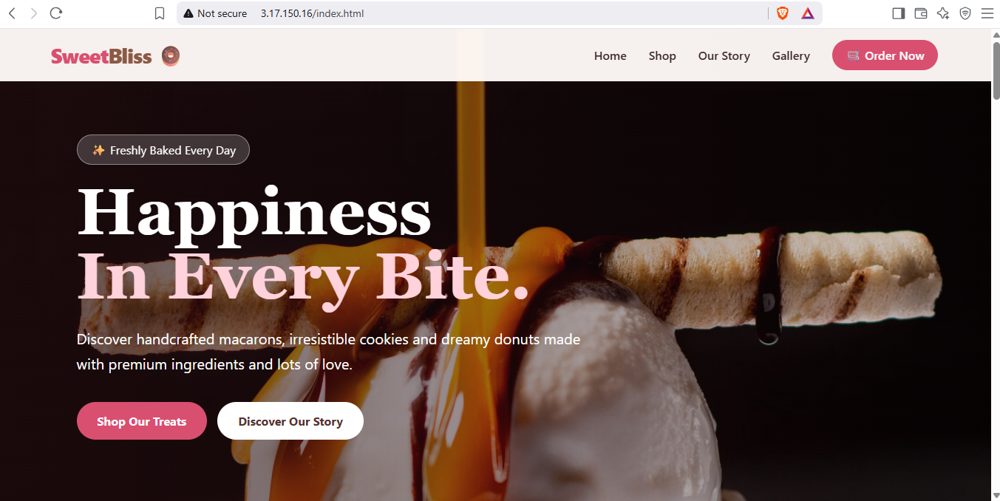 Not secure 3.17.150.16/index.html
SweetBliss
Home Shop Our Story Gallery Order Now
Freshly Baked Every Day
Happiness
In Every Bite.
Discover handcrafted macarons, irresistible cookies and dreamy donuts made
with premium ingredients and lots of love.
Shop Our Treats Discover Our Story